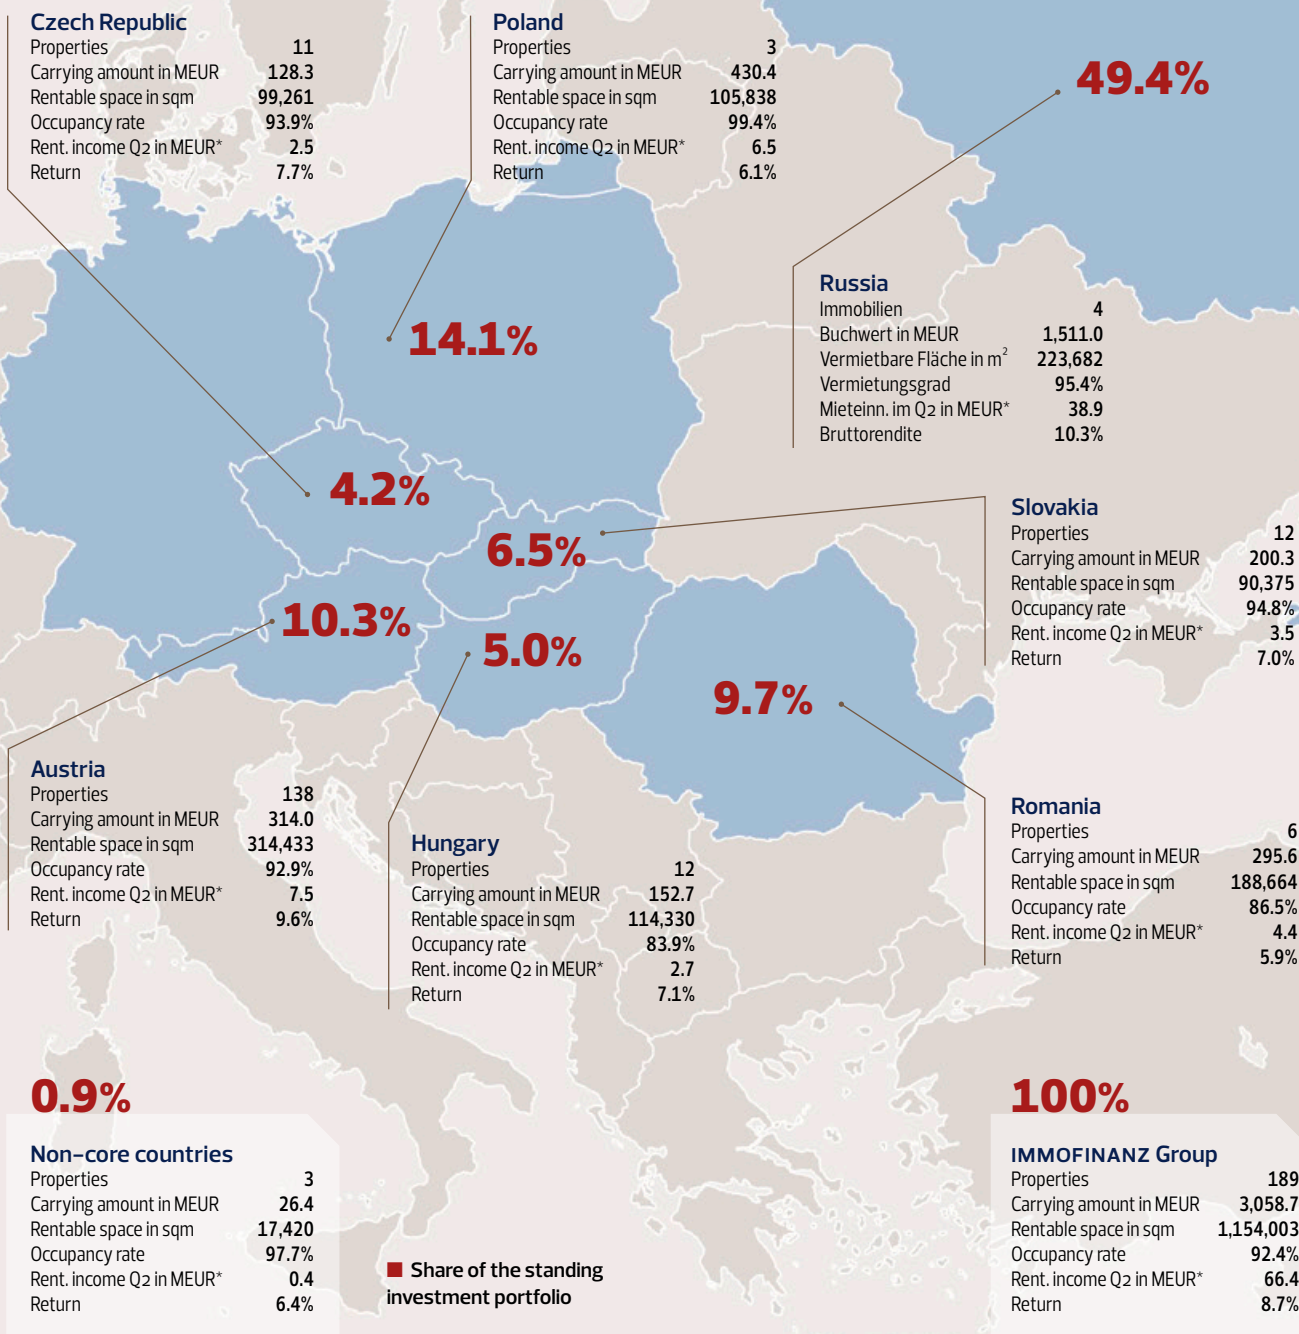 Czech Republic
Properties 11
Carrying amount in MEUR 128.3
Rentable space in sqm 99,261
Occupancy rate 93.9%
Rent. income Q2 in MEUR* 2.5
Return 7.7%
Poland
Properties 3
Carrying amount in MEUR 430.4
Rentable space in sqm 105,838
Occupancy rate 99.4%
Rent. income Q2 in MEUR* 6.5
Return 6.1%
49.4%
Russia
Immobilien 4
Buchwert in MEUR 1,511.0
Vermietbare Fläche in m² 223,682
Vermietungsgrad 95.4%
Mieteinn. im Q2 in MEUR* 38.9
Bruttorendite 10.3%
14.1%
4.2%
6.5%
10.3%
5.0%
9.7%
Slovakia
Properties 12
Carrying amount in MEUR 200.3
Rentable space in sqm 90,375
Occupancy rate 94.8%
Rent. income Q2 in MEUR* 3.5
Return 7.0%
Austria
Properties 138
Carrying amount in MEUR 314.0
Rentable space in sqm 314,433
Occupancy rate 92.9%
Rent. income Q2 in MEUR* 7.5
Return 9.6%
Hungary
Properties 12
Carrying amount in MEUR 152.7
Rentable space in sqm 114,330
Occupancy rate 83.9%
Rent. income Q2 in MEUR* 2.7
Return 7.1%
Romania
Properties 6
Carrying amount in MEUR 295.6
Rentable space in sqm 188,664
Occupancy rate 86.5%
Rent. income Q2 in MEUR* 4.4
Return 5.9%
0.9%
Non-core countries
Properties 3
Carrying amount in MEUR 26.4
Rentable space in sqm 17,420
Occupancy rate 97.7%
Rent. income Q2 in MEUR* 0.4
Return 6.4%
Share of the standing
investment portfolio
100%
IMMOFINANZ Group
Properties 189
Carrying amount in MEUR 3,058.7
Rentable space in sqm 1,154,003
Occupancy rate 92.4%
Rent. income Q2 in MEUR* 66.4
Return 8.7%